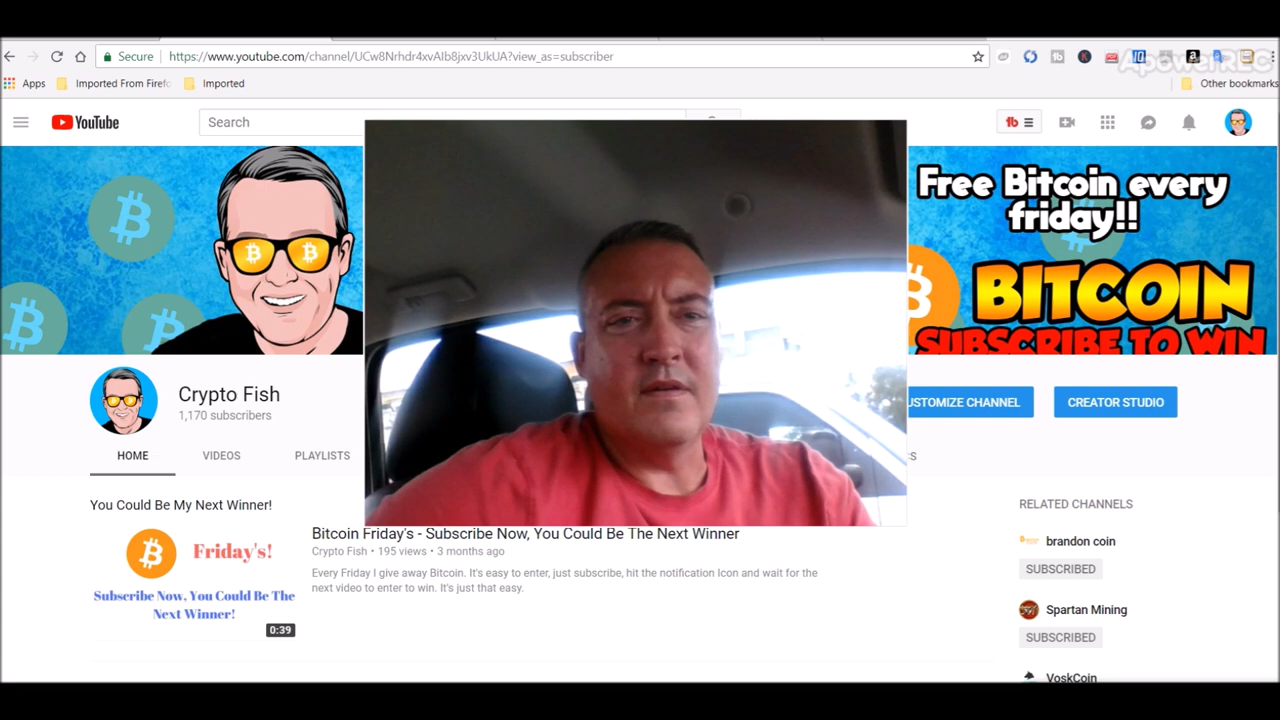 Secure
https://www.youtube.com/channel/UCw8Nrhdr4xvAlb8jxv3UkUA?view_as=subscriber
ApowerREC
Apps
Imported From Firefo
Imported
Other bookmarks
YouTube
Search
Free Bitcoin every
friday!!
BITCOIN
SUBSCRIBE TO WIN
Crypto Fish
1,170 subscribers
USTOMIZE CHANNEL
CREATOR STUDIO
HOME
VIDEOS
PLAYLISTS
CS
You Could Be My Next Winner!
RELATED CHANNELS
Friday's!
Subscribe Now, You Could Be The
Next Winner!
0:39
Bitcoin Friday's - Subscribe Now, You Could Be The Next Winner
Crypto Fish • 195 views • 3 months ago
Every Friday I give away Bitcoin. It's easy to enter, just subscribe, hit the notification Icon and wait for the
next video to enter to win. It's just that easy.
brandon coin
SUBSCRIBED
Spartan Mining
SUBSCRIBED
VoskCoin